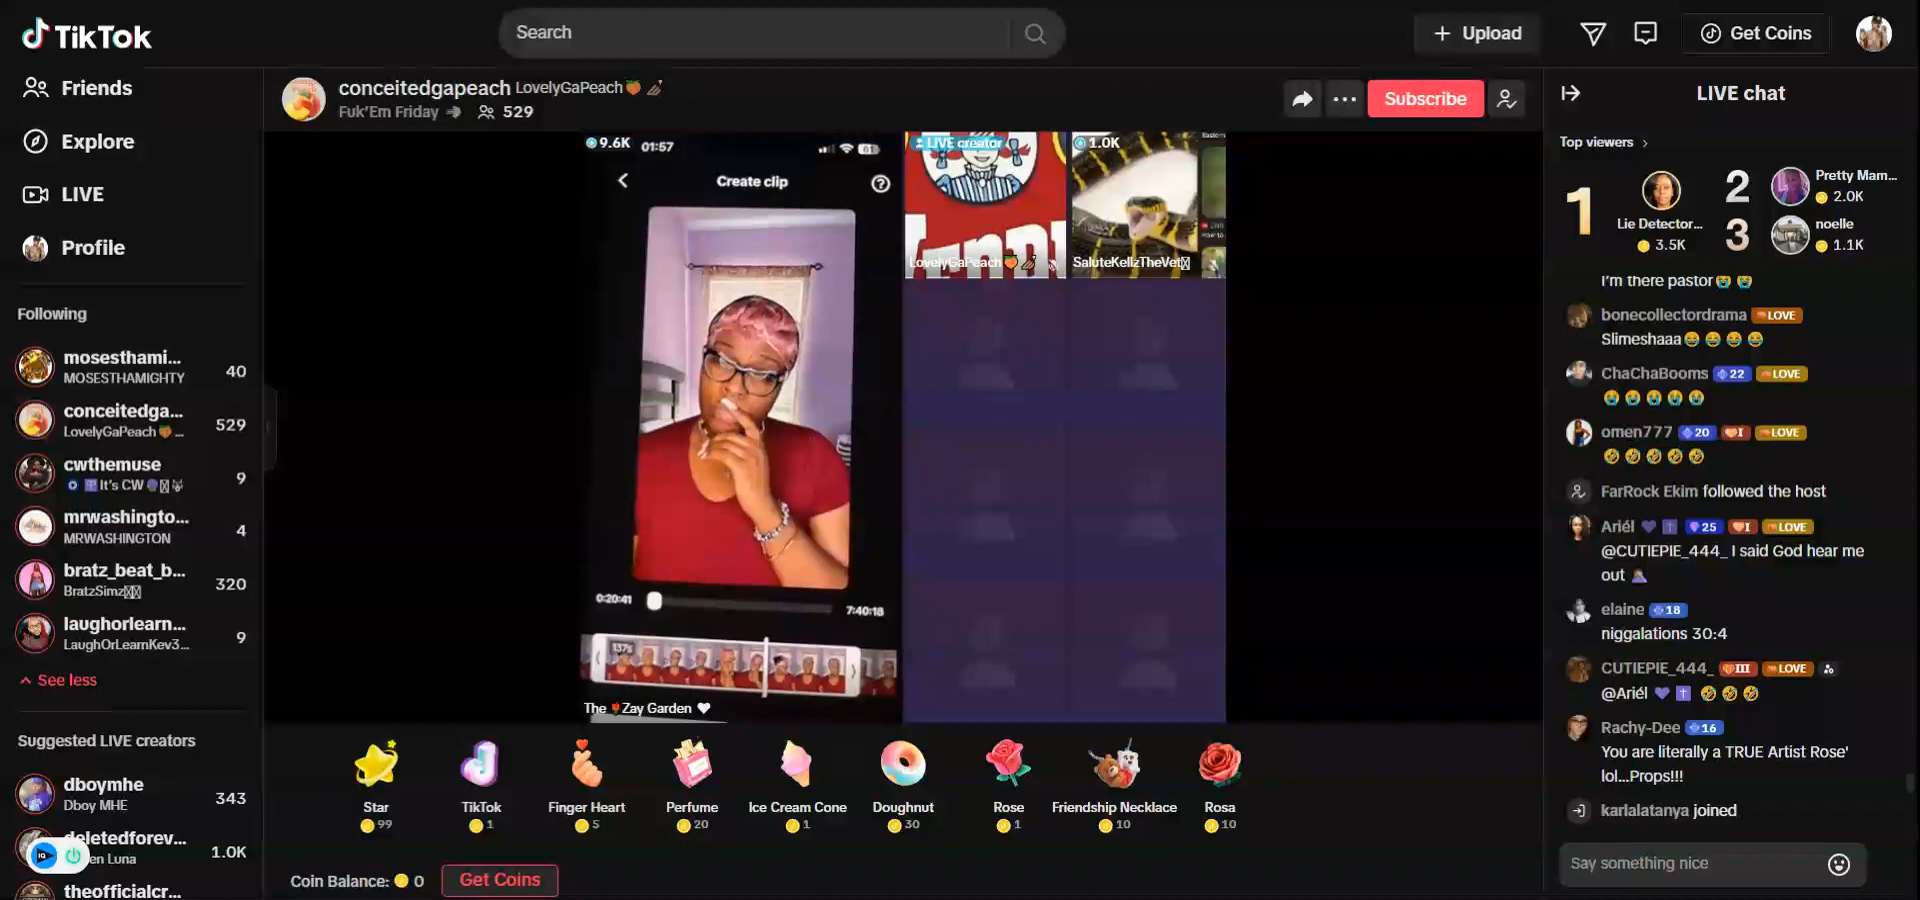 TikTok
Search
Upload
Get Coins
Friends
Explore
LIVE
Profile
Following
mosesthami...
MOSESTHAMIGHTY
40
conceitedga...
LovelyGaPeach🍑...
529
cwthemuse
It's CW
9
mrwashingto...
MRWASHINGTON
4
bratz_beat_b...
BratzSimz
320
laughorlearn...
LaughOrLearnKev3...
9
See less
Suggested LIVE creators
dboymhe
Dboy MHE
343
deletedforev...
en Luna
1.0K
theofficialcr...
conceitedgapeach LovelyGaPeach🍑💅🏾
Fuk'Em Friday
529
Subscribe
9.6K
01:57
61
Create clip
0:20:41
7:40:18
137s
The 🌹Zay Garden 🤍
LIVE creator
LovelyGaPeach🍑💅🏾
1.0K
SaluteKellzTheVet
Star
99
TikTok
1
Finger Heart
5
Perfume
20
Ice Cream Cone
1
Doughnut
30
Rose
1
Friendship Necklace
10
Rosa
10
Coin Balance: 0
Get Coins
LIVE chat
Top viewers
1
Lie Detector...
3.5K
2
Pretty Mam...
2.0K
3
noelle
1.1K
I'm there pastor😭😭
bonecollectordrama LOVE
Slimeshaaa😂😂😂😂
ChaChaBooms 22 LOVE
😭😭😭😭😭
omen777 20 I LOVE
🤣🤣🤣🤣🤣
FarRock Ekim followed the host
Ariél 💜✝️ 25 I LOVE
@CUTIEPIE_444_ I said God hear me
out
elaine 18
niggalations 30:4
CUTIEPIE_444_ III LOVE
@Ariél 💜✝️🤣🤣🤣
Rachy-Dee 16
You are literally a TRUE Artist Rose'
lol...Props!!!
karlalatanya joined
Say something nice